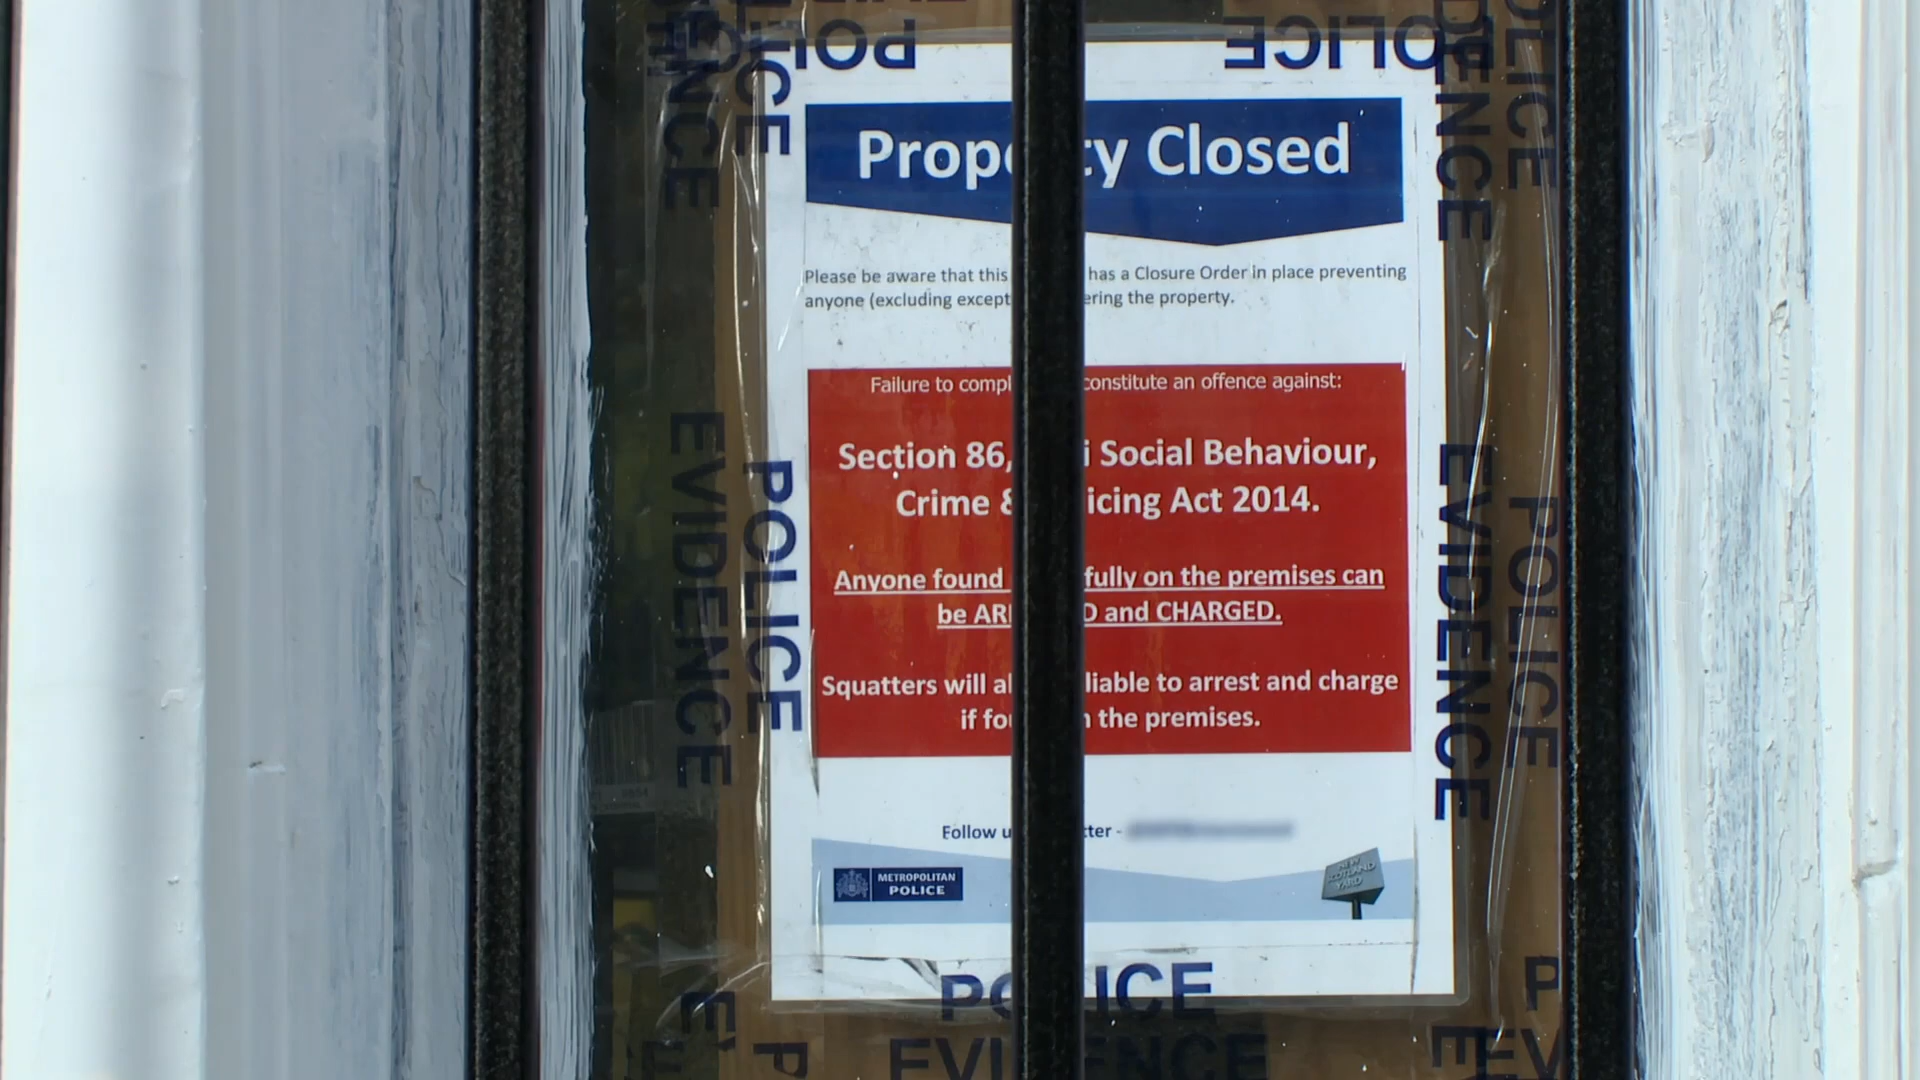 POLICE
POLICE
Prop y Closed
Please be aware that this has a Closure Order in place preventing
anyone (excluding except ering the property.
Failure to compl constitute an offence against:
Section 86, i Social Behaviour,
Crime & icing Act 2014.
Anyone found fully on the premises can
be AR D and CHARGED.
Squatters will al liable to arrest and charge
if fou the premises.
Follow u ter -
METROPOLITAN
POLICE
NEW
SCOTLAND
YARD
POLICE
EVIDENCE
EVIDENCE
POLICE
EVIDENCE
POLICE
EVIDENCE
POLICE